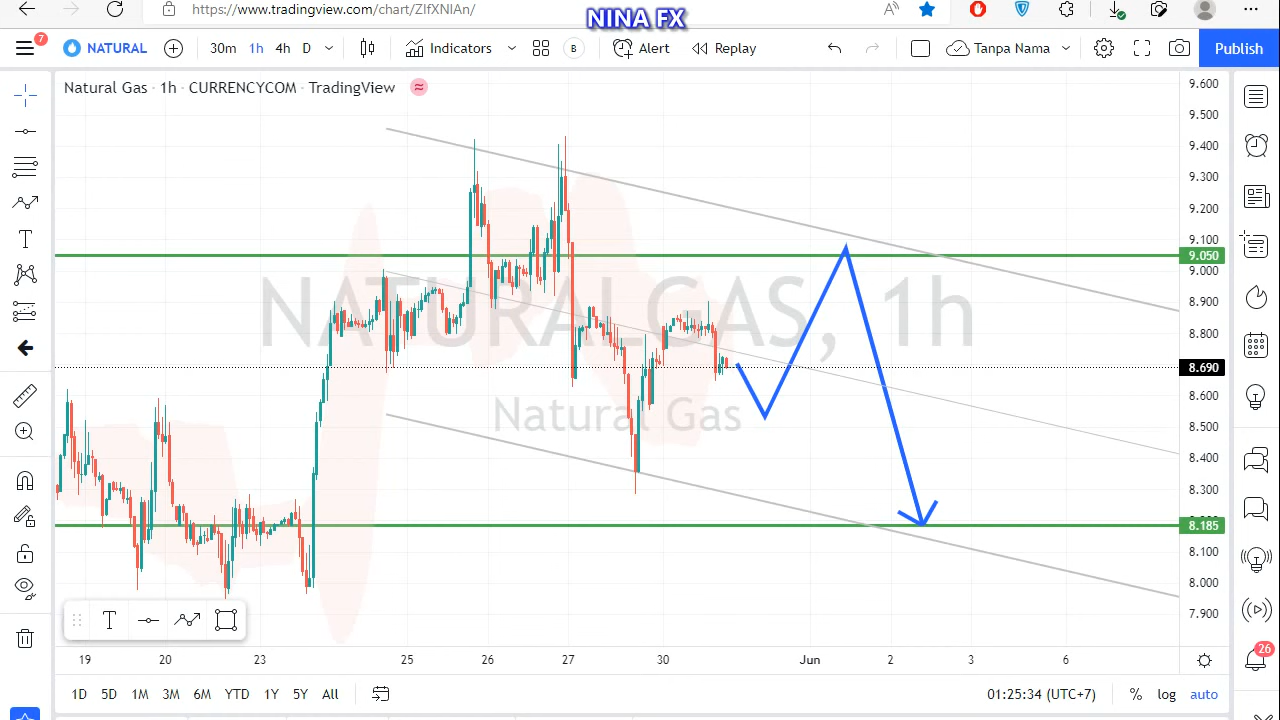 https://www.tradingview.com/chart/ZIfXNIAn/
NINA FX
7
NATURAL 30m 1h 4h D Indicators B Alert Replay Tanpa Nama Publish
Natural Gas · 1h · CURRENCYCOM · TradingView
NATURALGAS, 1h
Natural Gas
9.600
9.500
9.400
9.300
9.200
9.100
9.050
9.000
8.900
8.800
8.690
8.600
8.500
8.400
8.300
8.185
8.100
8.000
7.900
19 20 23 25 26 27 30 Jun 2 3 6
26
1D 5D 1M 3M 6M YTD 1Y 5Y All 01:25:34 (UTC+7) % log auto